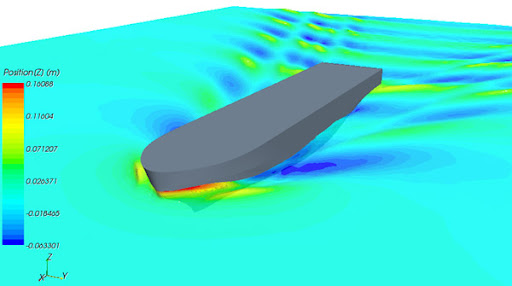 Position[Z] (m)
0.16088
0.11604
0.071207
0.026371
-0.018465
-0.063301
Z
X
Y